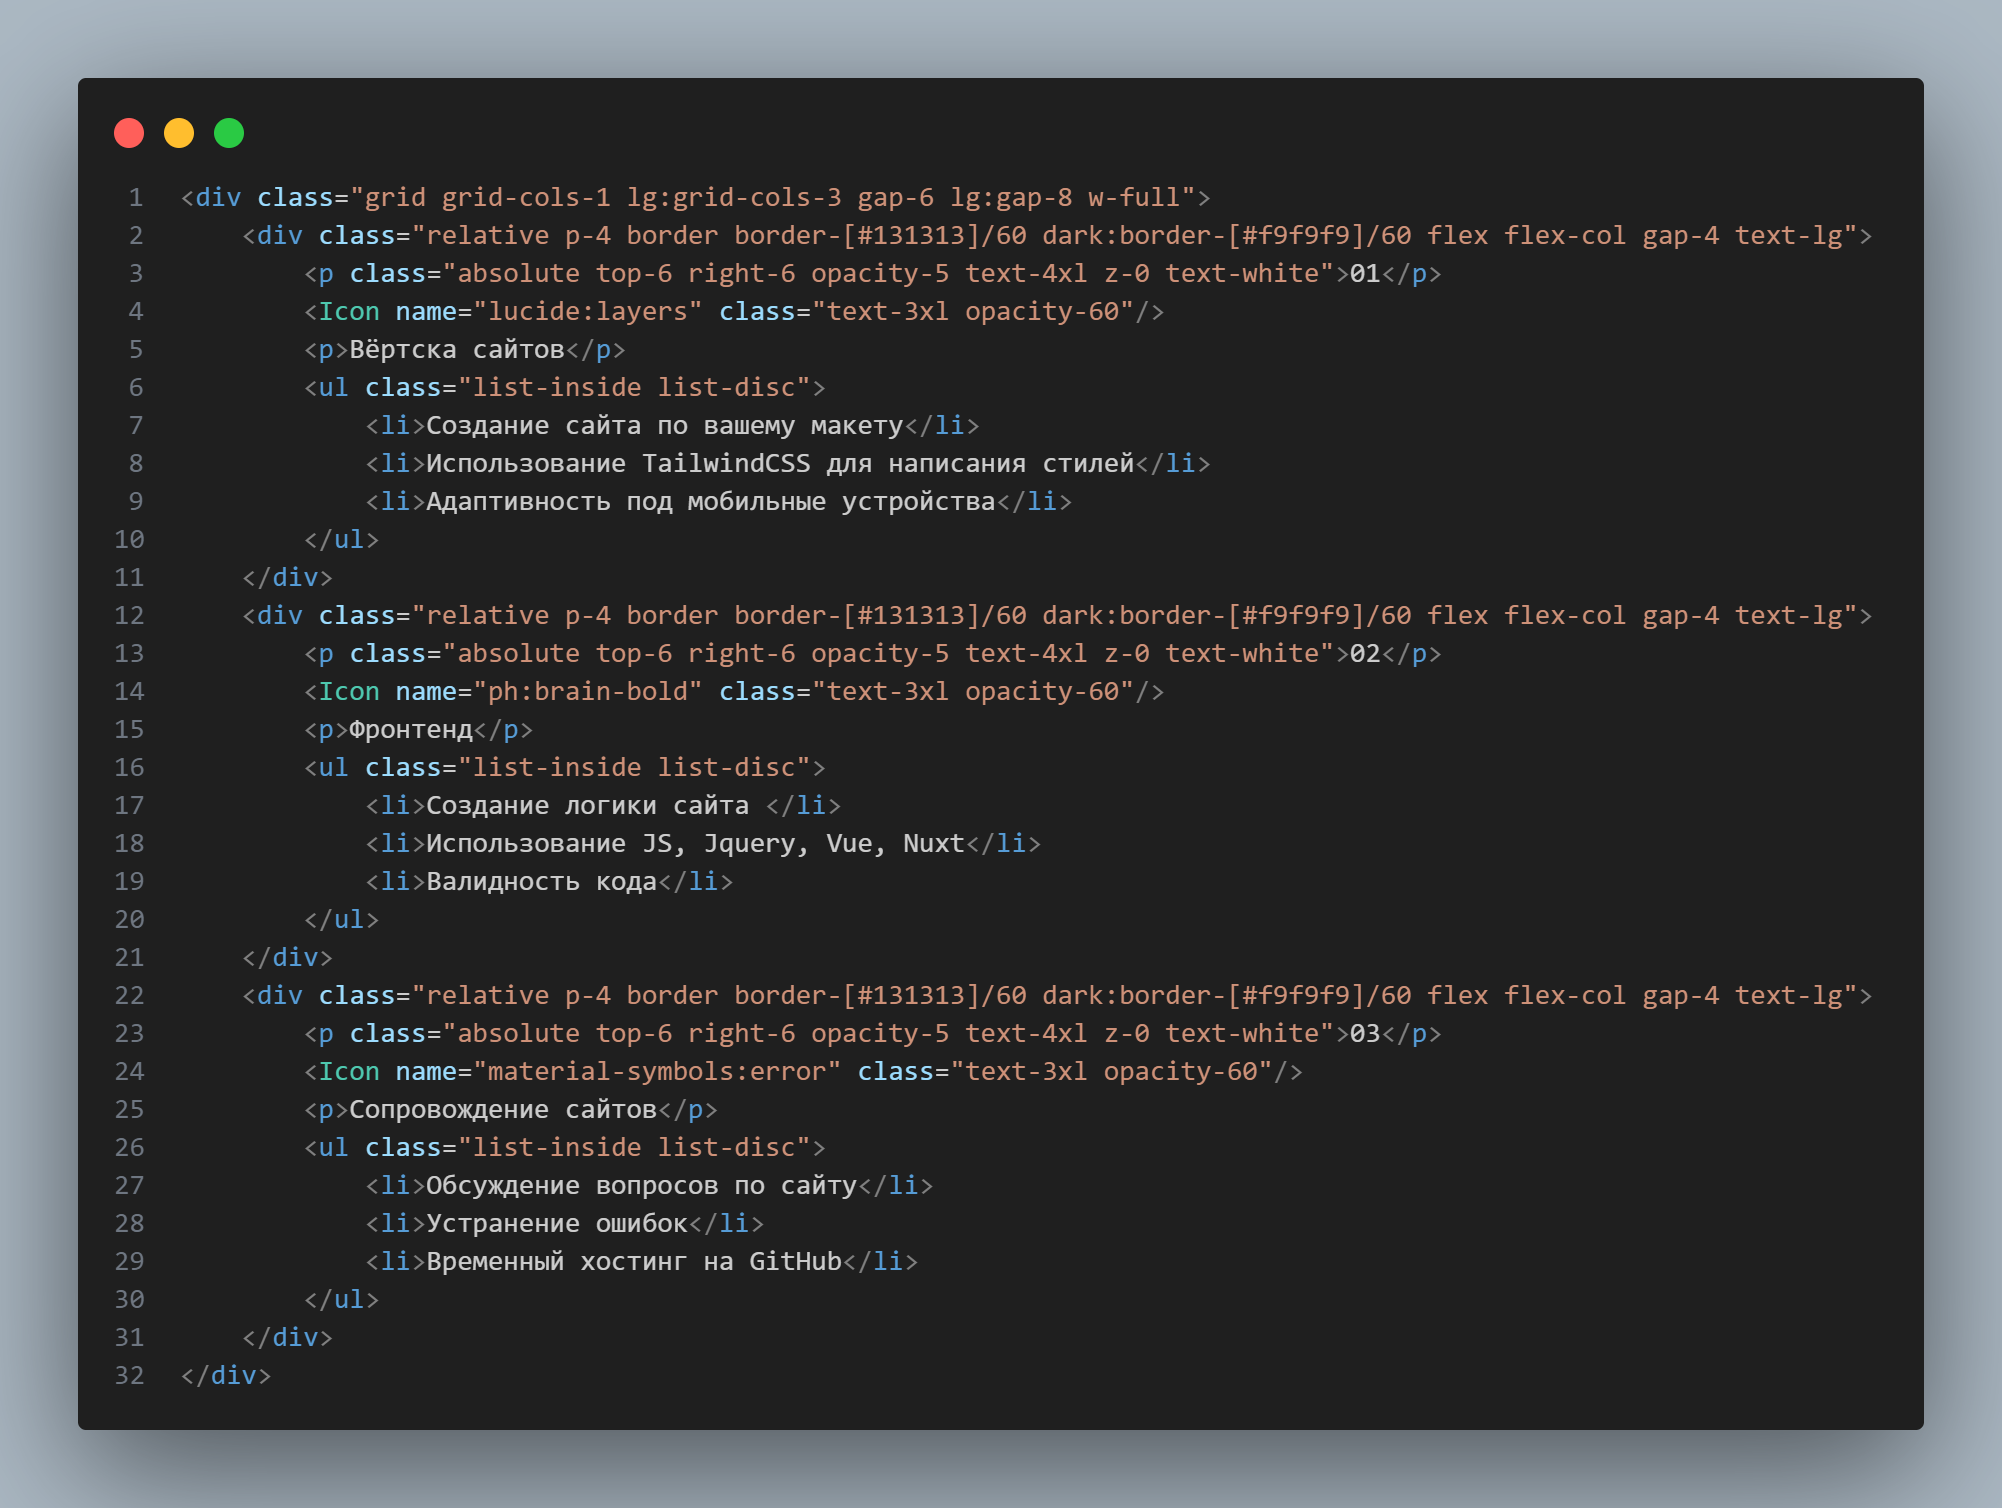 1 <div class="grid grid-cols-1 lg:grid-cols-3 gap-6 lg:gap-8 w-full">
2     <div class="relative p-4 border border-[#131313]/60 dark:border-[#f9f9f9]/60 flex flex-col gap-4 text-lg">
3         <p class="absolute top-6 right-6 opacity-5 text-4xl z-0 text-white">01</p>
4         <Icon name="lucide:layers" class="text-3xl opacity-60"/>
5         <p>Вёртска сайтов</p>
6         <ul class="list-inside list-disc">
7             <li>Создание сайта по вашему макету</li>
8             <li>Использование TailwindCSS для написания стилей</li>
9             <li>Адаптивность под мобильные устройства</li>
10         </ul>
11     </div>
12     <div class="relative p-4 border border-[#131313]/60 dark:border-[#f9f9f9]/60 flex flex-col gap-4 text-lg">
13         <p class="absolute top-6 right-6 opacity-5 text-4xl z-0 text-white">02</p>
14         <Icon name="ph:brain-bold" class="text-3xl opacity-60"/>
15         <p>Фронтенд</p>
16         <ul class="list-inside list-disc">
17             <li>Создание логики сайта </li>
18             <li>Использование JS, Jquery, Vue, Nuxt</li>
19             <li>Валидность кода</li>
20         </ul>
21     </div>
22     <div class="relative p-4 border border-[#131313]/60 dark:border-[#f9f9f9]/60 flex flex-col gap-4 text-lg">
23         <p class="absolute top-6 right-6 opacity-5 text-4xl z-0 text-white">03</p>
24         <Icon name="material-symbols:error" class="text-3xl opacity-60"/>
25         <p>Сопровождение сайтов</p>
26         <ul class="list-inside list-disc">
27             <li>Обсуждение вопросов по сайту</li>
28             <li>Устранение ошибок</li>
29             <li>Временный хостинг на GitHub</li>
30         </ul>
31     </div>
32 </div>